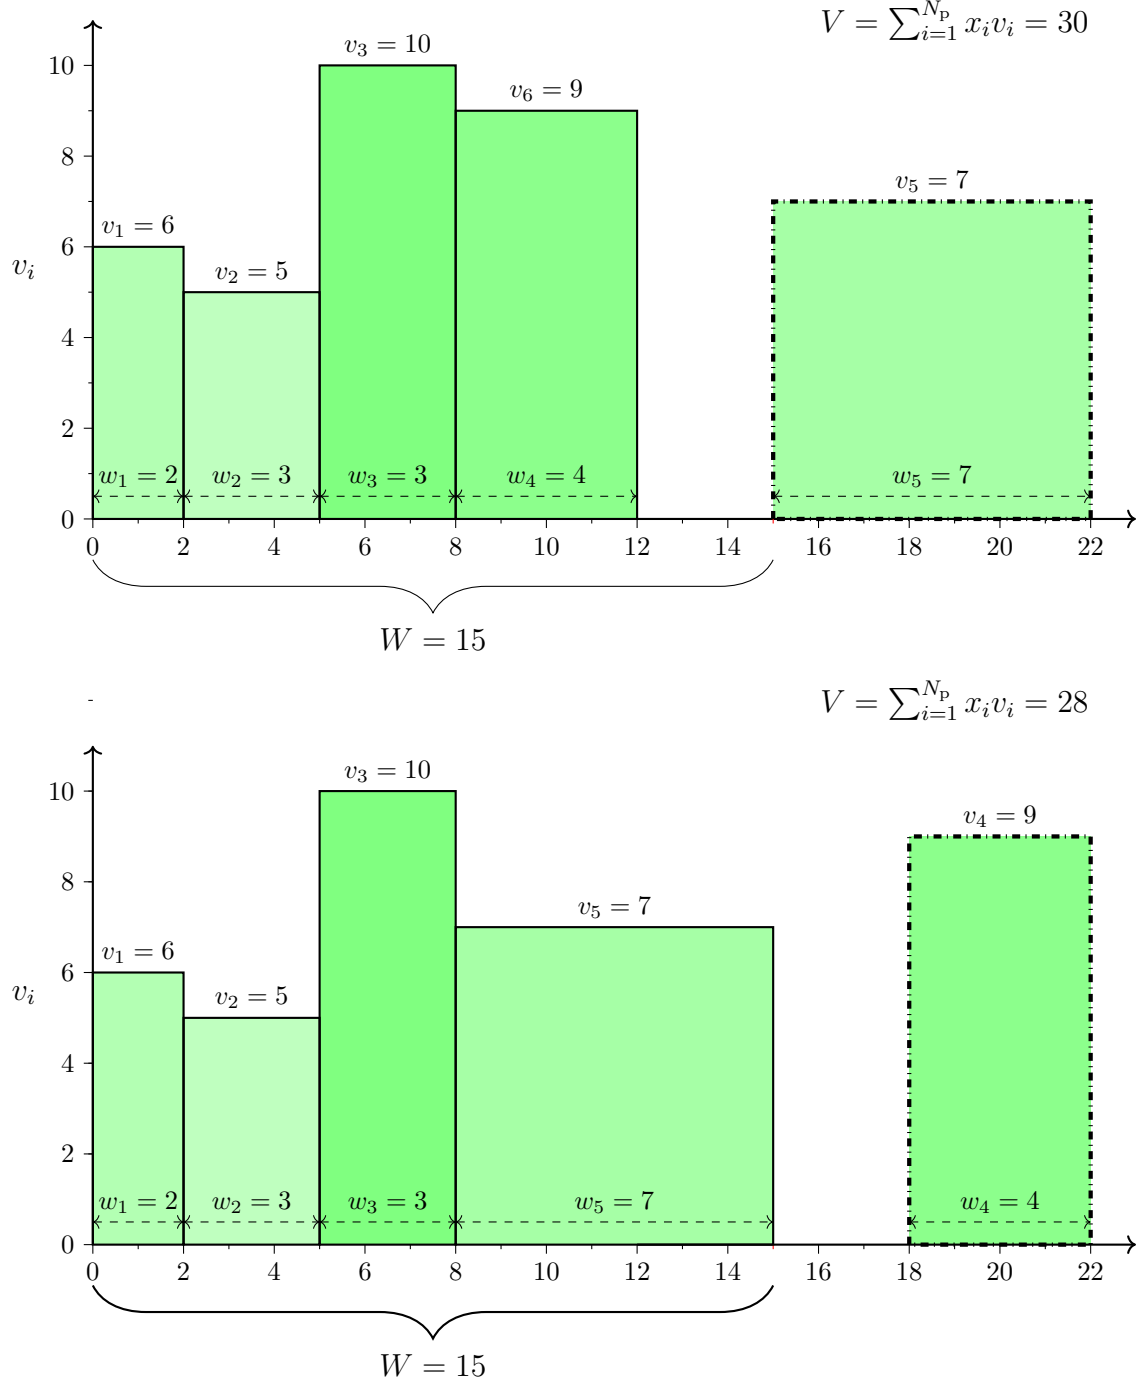 V = ∑_{i=1}^{N_p} x_i v_i = 30
v_3 = 10
10
v_6 = 9
8
v_5 = 7
v_1 = 6
6
v_2 = 5
v_i
4
2
w_1 = 2 w_2 = 3 w_3 = 3 w_4 = 4 w_5 = 7
0
0 2 4 6 8 10 12 14 16 18 20 22
W = 15
V = ∑_{i=1}^{N_p} x_i v_i = 28
v_3 = 10
10
v_4 = 9
8
v_5 = 7
v_1 = 6
6
v_2 = 5
v_i
4
2
w_1 = 2 w_2 = 3 w_3 = 3 w_5 = 7 w_4 = 4
0
0 2 4 6 8 10 12 14 16 18 20 22
W = 15